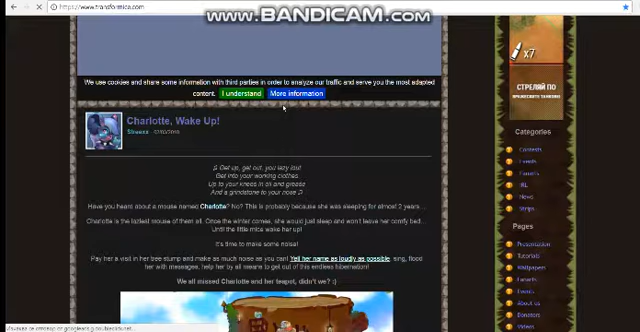 https://www.transformice.com
www.BANDICAM.com
We use cookies and share some information with third parties in order to analyze our traffic and serve you the most adapted
content. I understand More information
Charlotte, Wake Up!
♫ Get up, get out, you lazy lout!
Get into your working clothes
Up to your knees in oil and grease
And a grindstone to your nose ♫
Have you heard about a mouse named Charlotte? No? This is probably because she was sleeping for almost 2 years...
Charlotte is the laziest mouse of them all. Once the winter comes, she would just sleep and won't leave her comfy bed...
Until the little mice wake her up!
It's time to make some noise!
Pay her a visit in her tree stump and make as much noise as you can! Yell her name as loudly as possible, sing, flood
her with messages, help her by all means to get out of this endless hibernation!
We all missed Charlotte and her teapot, didn't we? :)
x7
СТРЕЛЯЙ ПО
Categories
Contests
Events
Forums
IRL
News
Pages
Presentation
Tutorials
Wallpapers
Fanarts
Events
About us
Donators
Videos